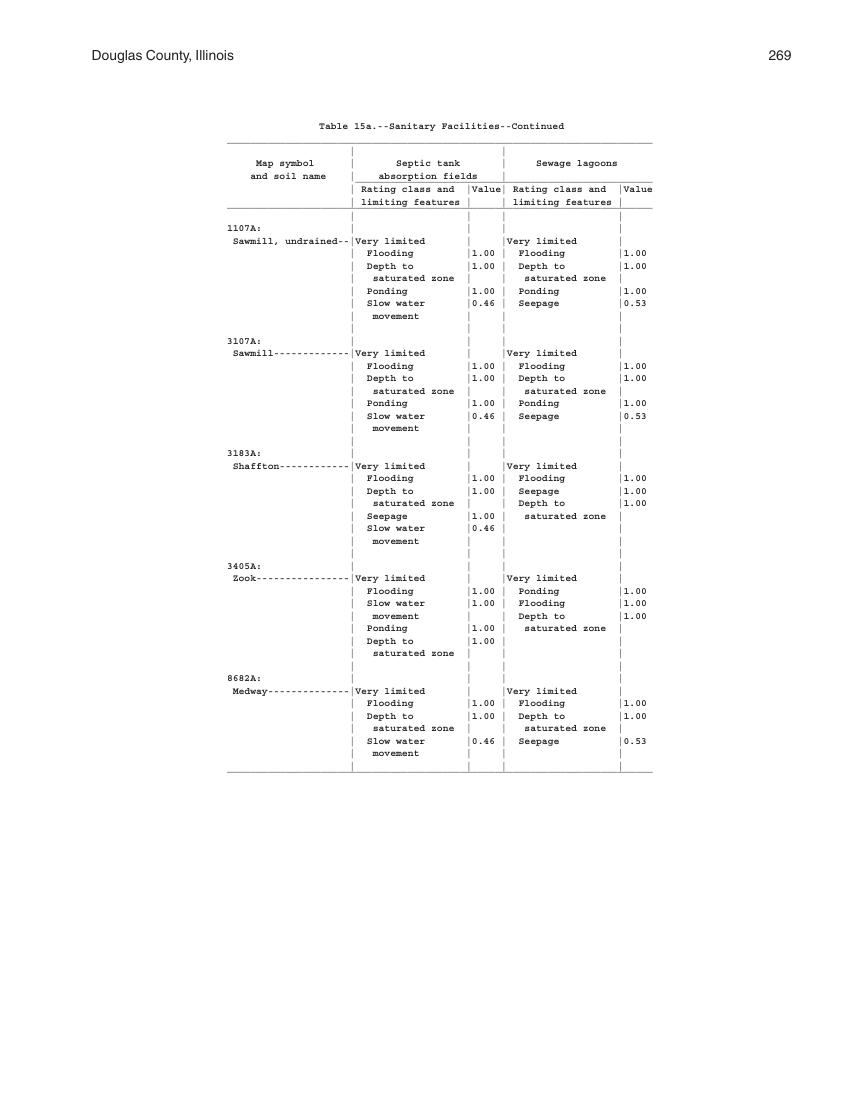 Douglas County, Illinois 269
Table 15a.--Sanitary Facilities--Continued
Map symbol | Septic tank | Sewage lagoons
and soil name | absorption fields |
| Rating class and |Value| Rating class and |Value
| limiting features | | limiting features |
1107A:
Sawmill, undrained--|Very limited | |Very limited
| Flooding |1.00 | Flooding |1.00
| Depth to |1.00 | Depth to |1.00
| saturated zone | | saturated zone |
| Ponding |1.00 | Ponding |1.00
| Slow water |0.46 | Seepage |0.53
| movement | | |
3107A:
Sawmill-------------|Very limited | |Very limited
| Flooding |1.00 | Flooding |1.00
| Depth to |1.00 | Depth to |1.00
| saturated zone | | saturated zone |
| Ponding |1.00 | Ponding |1.00
| Slow water |0.46 | Seepage |0.53
| movement | | |
3183A:
Shaffton------------|Very limited | |Very limited
| Flooding |1.00 | Flooding |1.00
| Depth to |1.00 | Seepage |1.00
| saturated zone | | Depth to |1.00
| Seepage |1.00 | saturated zone |
| Slow water |0.46 | |
| movement | | |
3405A:
Zook----------------|Very limited | |Very limited
| Flooding |1.00 | Ponding |1.00
| Slow water |1.00 | Flooding |1.00
| movement | | Depth to |1.00
| Ponding |1.00 | saturated zone |
| Depth to |1.00 | |
| saturated zone | | |
8682A:
Medway--------------|Very limited | |Very limited
| Flooding |1.00 | Flooding |1.00
| Depth to |1.00 | Depth to |1.00
| saturated zone | | saturated zone |
| Slow water |0.46 | Seepage |0.53
| movement | | |